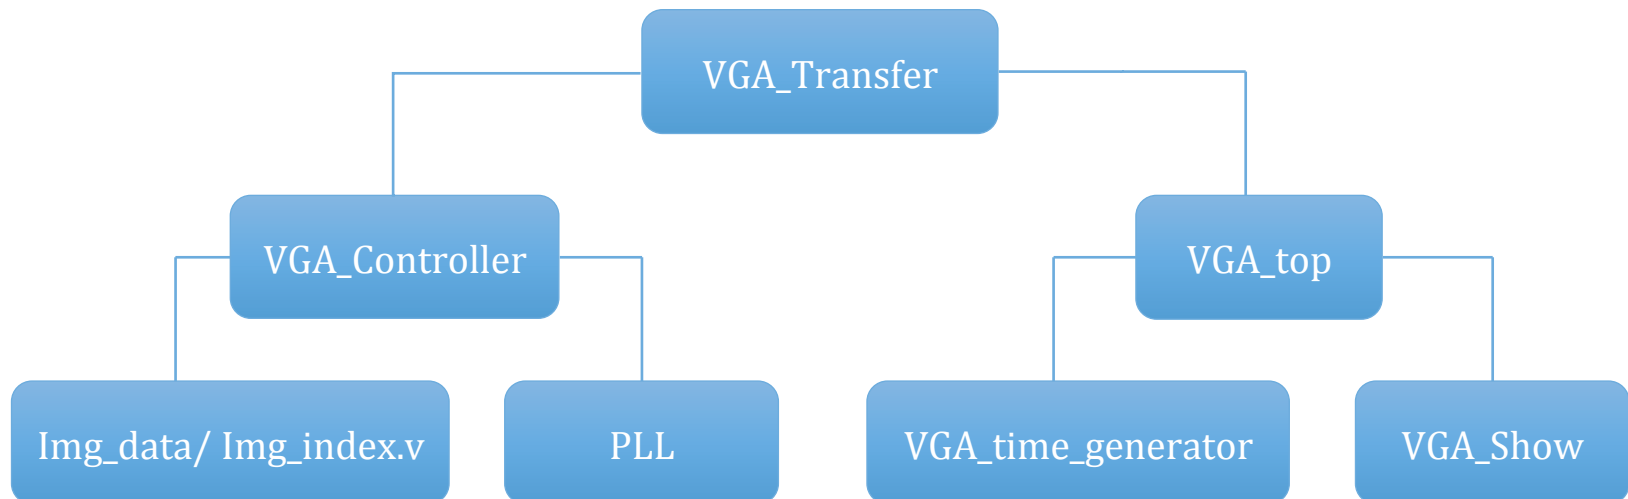 VGA_Transfer
VGA_Controller
VGA_top
Img_data/ Img_index.v
PLL
VGA_time_generator
VGA_Show